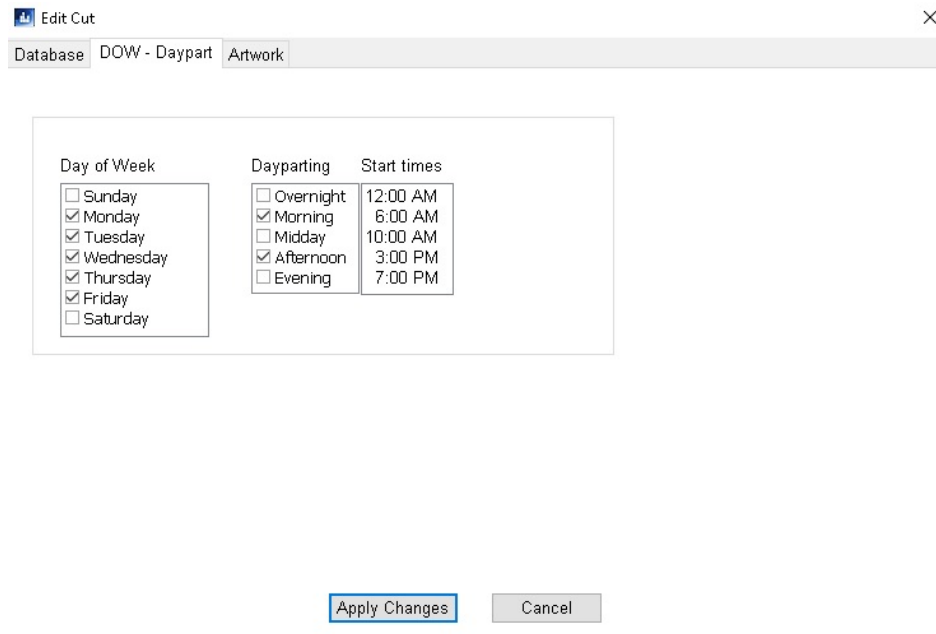 Edit Cut
Database DOW - Daypart Artwork
Day of Week Dayparting Start times
Sunday Overnight 12:00 AM
Monday Morning 6:00 AM
Tuesday Midday 10:00 AM
Wednesday Afternoon 3:00 PM
Thursday Evening 7:00 PM
Friday
Saturday
Apply Changes Cancel